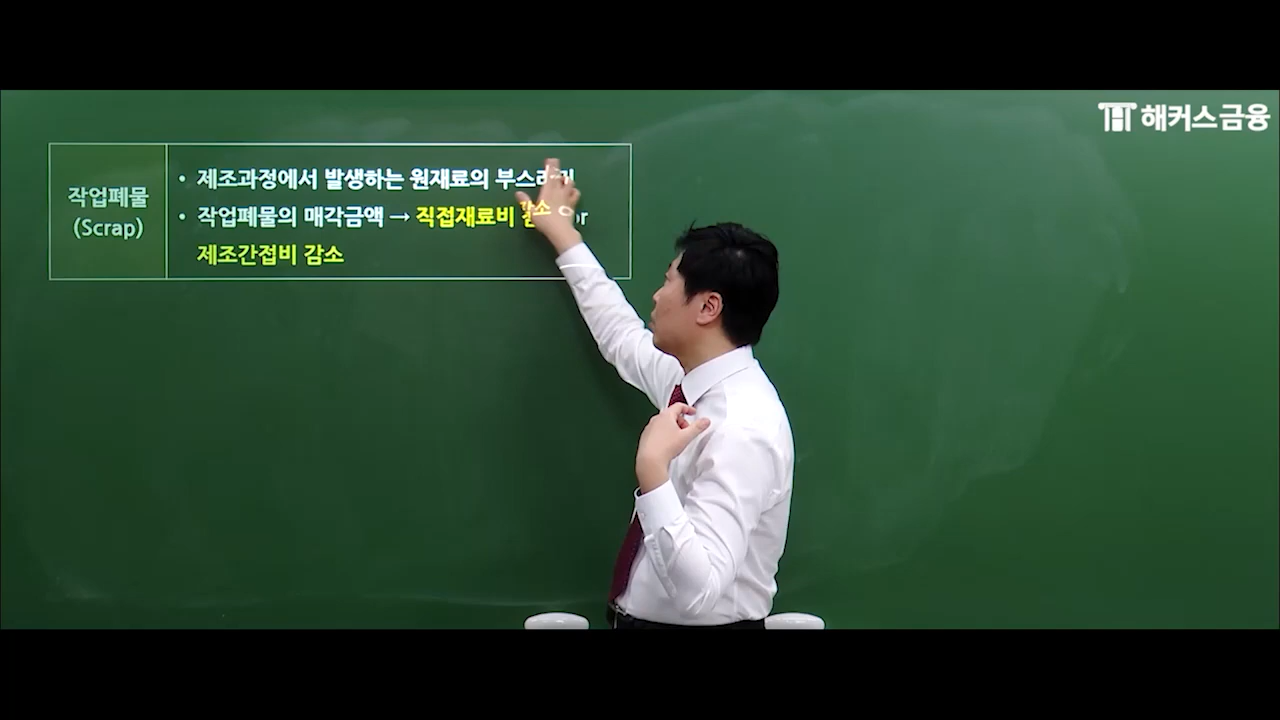 해커스금융
작업폐물
(Scrap)
• 제조과정에서 발생하는 원재료의 부스러기
• 작업폐물의 매각금액 → 직접재료비 감소 or
제조간접비 감소